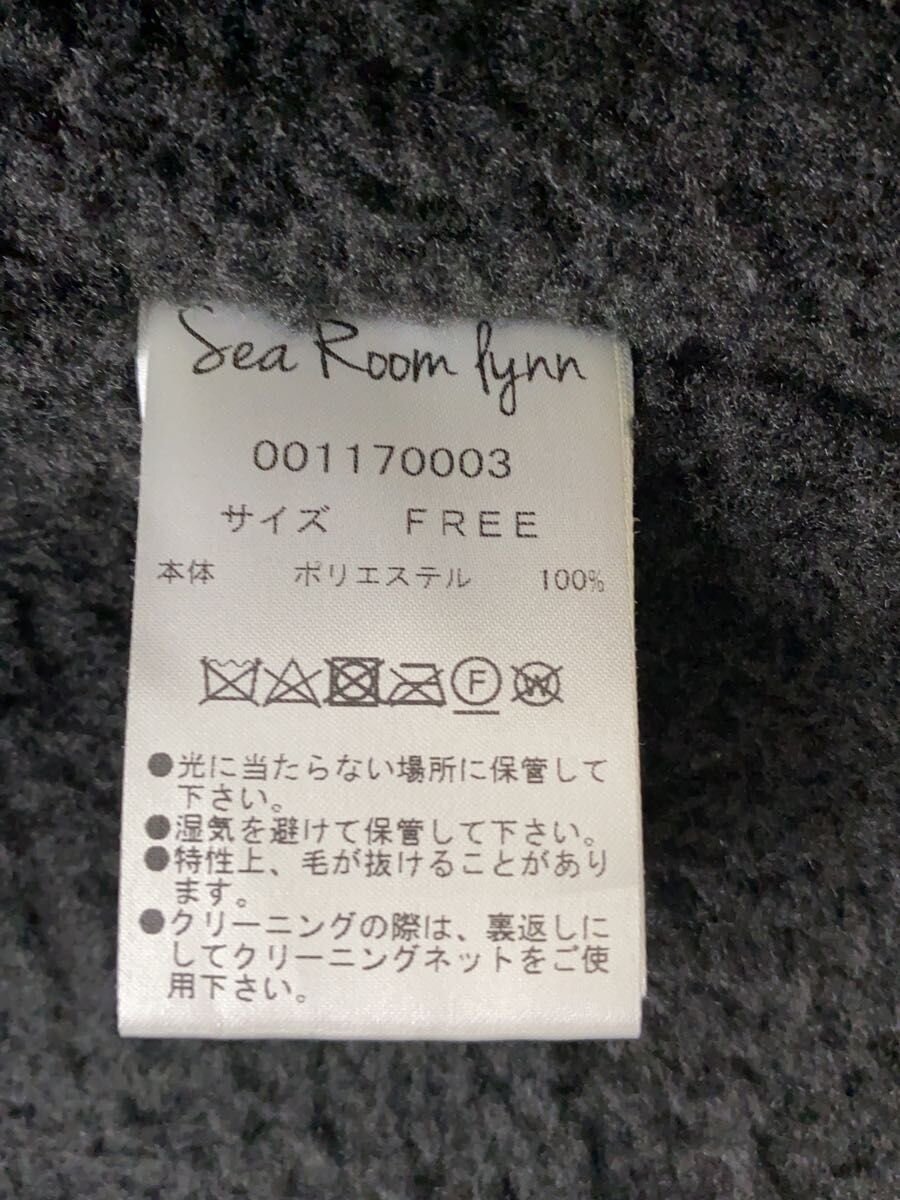 Sea Room lynn
001170003
サイズ FREE
本体 ポリエステル 100%
F W
●光に当たらない場所に保管して
下さい。
●湿気を避けて保管して下さい。
●特性上、毛が抜けることがあり
ます。
●クリーニングの際は、裏返しに
してクリーニングネットをご使
用下さい。